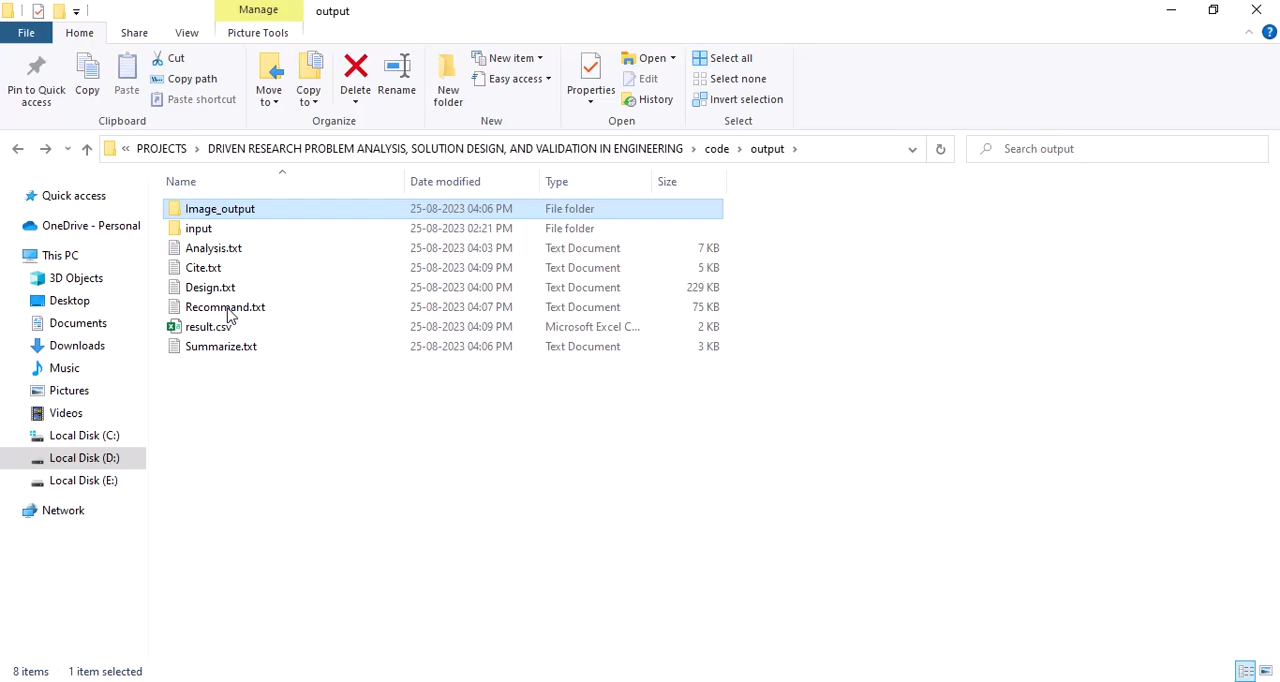 Manage
output
File
Home
Share
View
Picture Tools
Pin to Quick access
Copy
Paste
Cut
Copy path
Paste shortcut
Clipboard
Move to
Copy to
Delete
Rename
Organize
New folder
New item
Easy access
New
Properties
Open
Edit
History
Open
Select all
Select none
Invert selection
Select
« PROJECTS › DRIVEN RESEARCH PROBLEM ANALYSIS, SOLUTION DESIGN, AND VALIDATION IN ENGINEERING › code › output ›
Search output
Name Date modified Type Size
Quick access
OneDrive - Personal
This PC
3D Objects
Desktop
Documents
Downloads
Music
Pictures
Videos
Local Disk (C:)
Local Disk (D:)
Local Disk (E:)
Network
Image_output 25-08-2023 04:06 PM File folder
input 25-08-2023 02:21 PM File folder
Analysis.txt 25-08-2023 04:03 PM Text Document 7 KB
Cite.txt 25-08-2023 04:09 PM Text Document 5 KB
Design.txt 25-08-2023 04:00 PM Text Document 229 KB
Recommand.txt 25-08-2023 04:07 PM Text Document 75 KB
result.csv 25-08-2023 04:09 PM Microsoft Excel C... 2 KB
Summarize.txt 25-08-2023 04:06 PM Text Document 3 KB
8 items 1 item selected